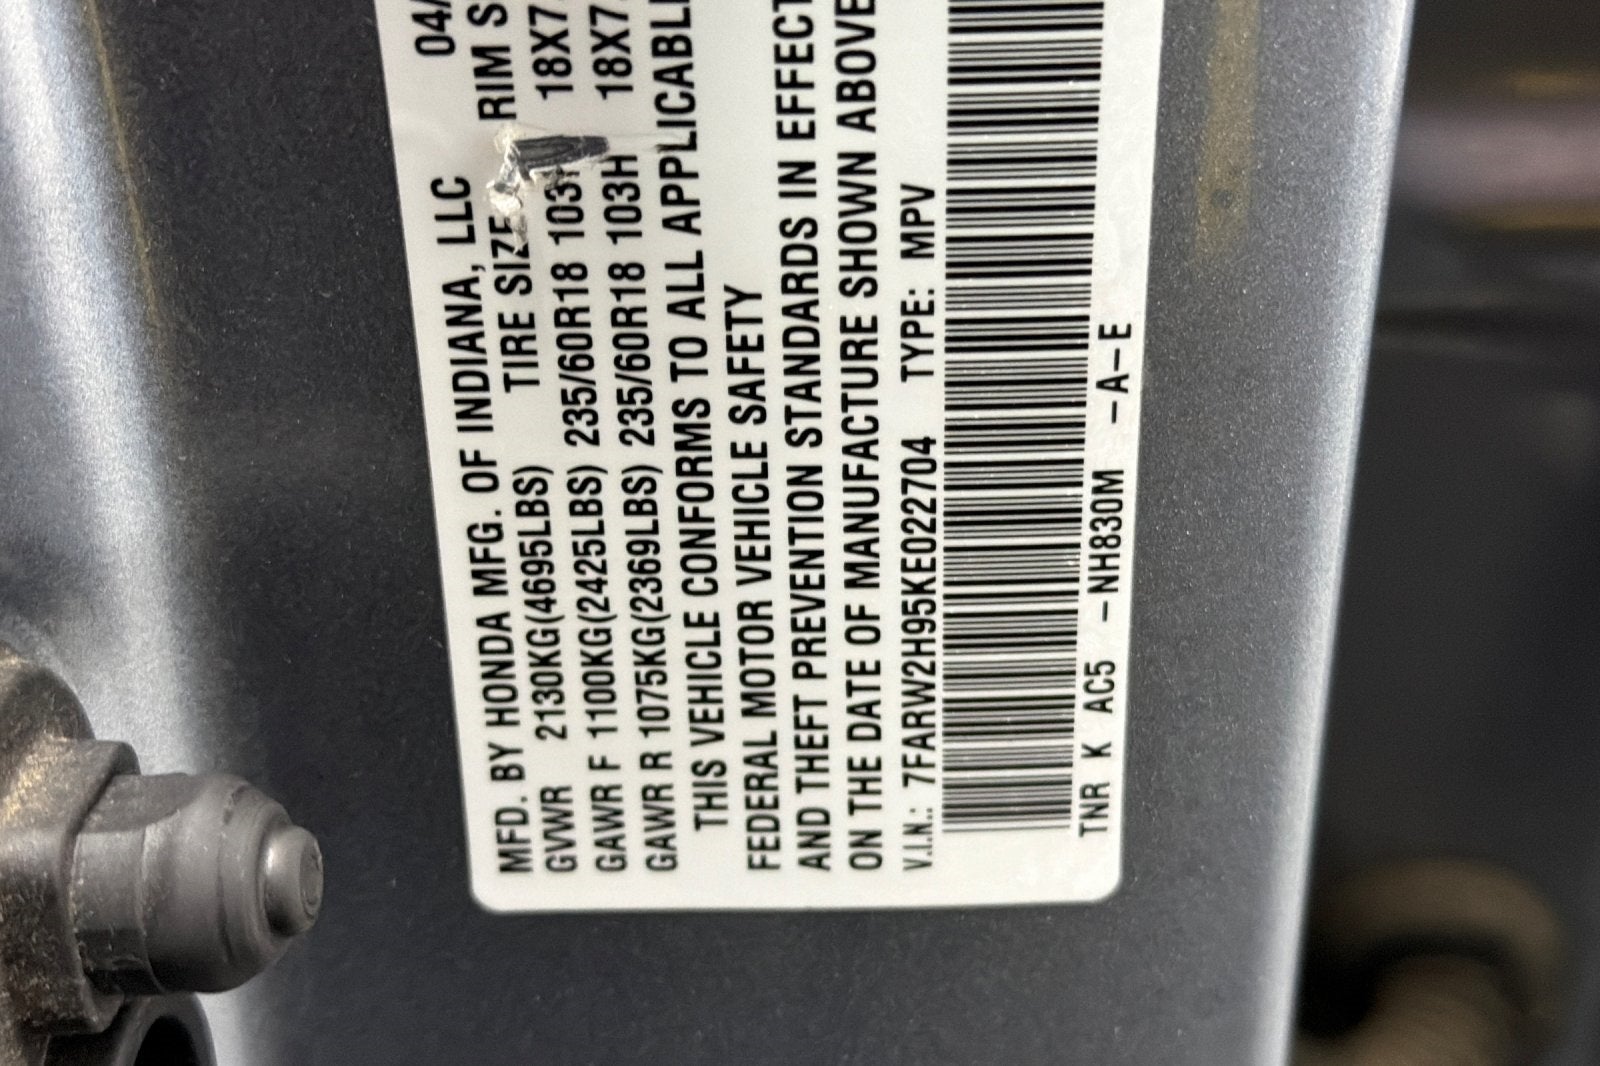 MFD. BY HONDA MFG. OF INDIANA, LLC 04/
GVWR 2130KG(4695LBS) TIRE SIZE RIM S
GAWR F 1100KG(2425LBS) 235/60R18 103H 18X7
GAWR R 1075KG(2369LBS) 235/60R18 103H 18X7
THIS VEHICLE CONFORMS TO ALL APPLICABL
FEDERAL MOTOR VEHICLE SAFETY
AND THEFT PREVENTION STANDARDS IN EFFECT
ON THE DATE OF MANUFACTURE SHOWN ABOVE
V.I.N.: 7FARW2H95KE022704 TYPE: MPV
TNR K AC5 -NH830M -A-E